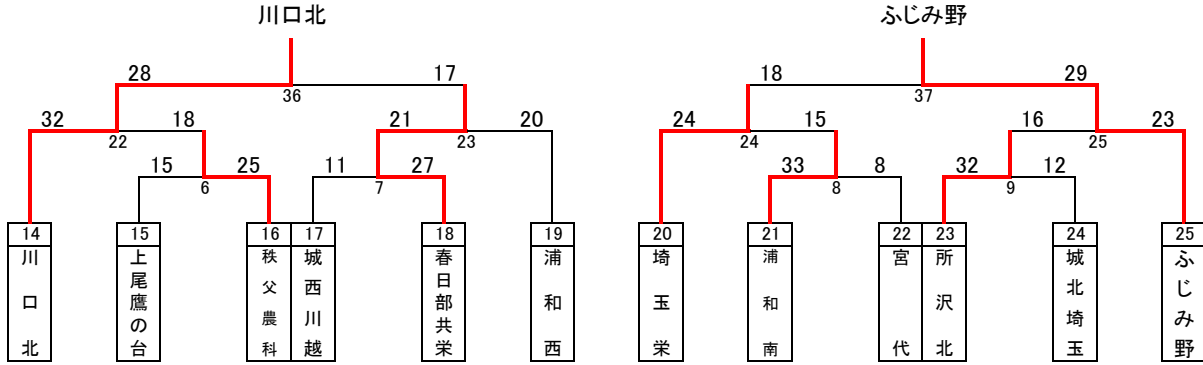 川口北 ふじみ野
28 17 18 29
36 37
32 18 21 20 24 15 16 23
22 23 24 25
15 25 11 27 33 8 32 12
6 7 8 9
14 15 16 17 18 19 20 21 22 23 24 25
川口北
上尾鷹の台
秩父農科
城西川越
春日部共栄
浦和西
埼玉栄
浦和南
宮代
所沢北
城北埼玉
ふじみ野